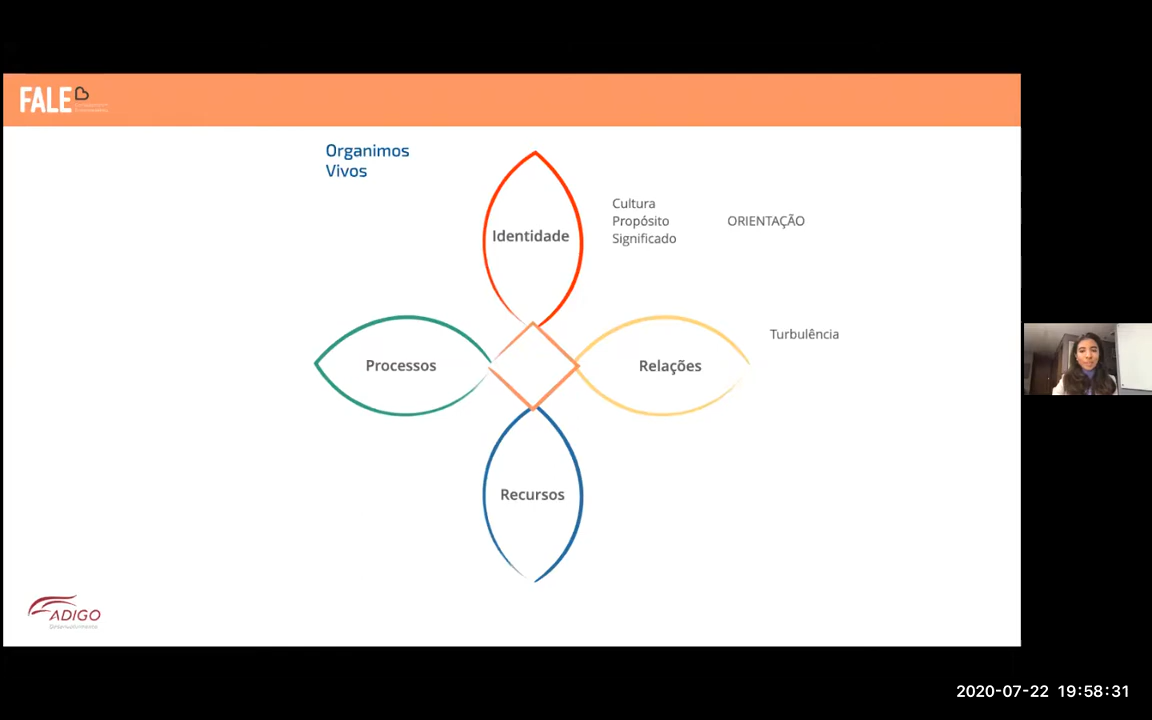 FALE
Organimos
Vivos
Identidade
Cultura
Propósito
Significado
ORIENTAÇÃO
Turbulência
Processos
Relações
Recursos
ADIGO
2020-07-22 19:58:31